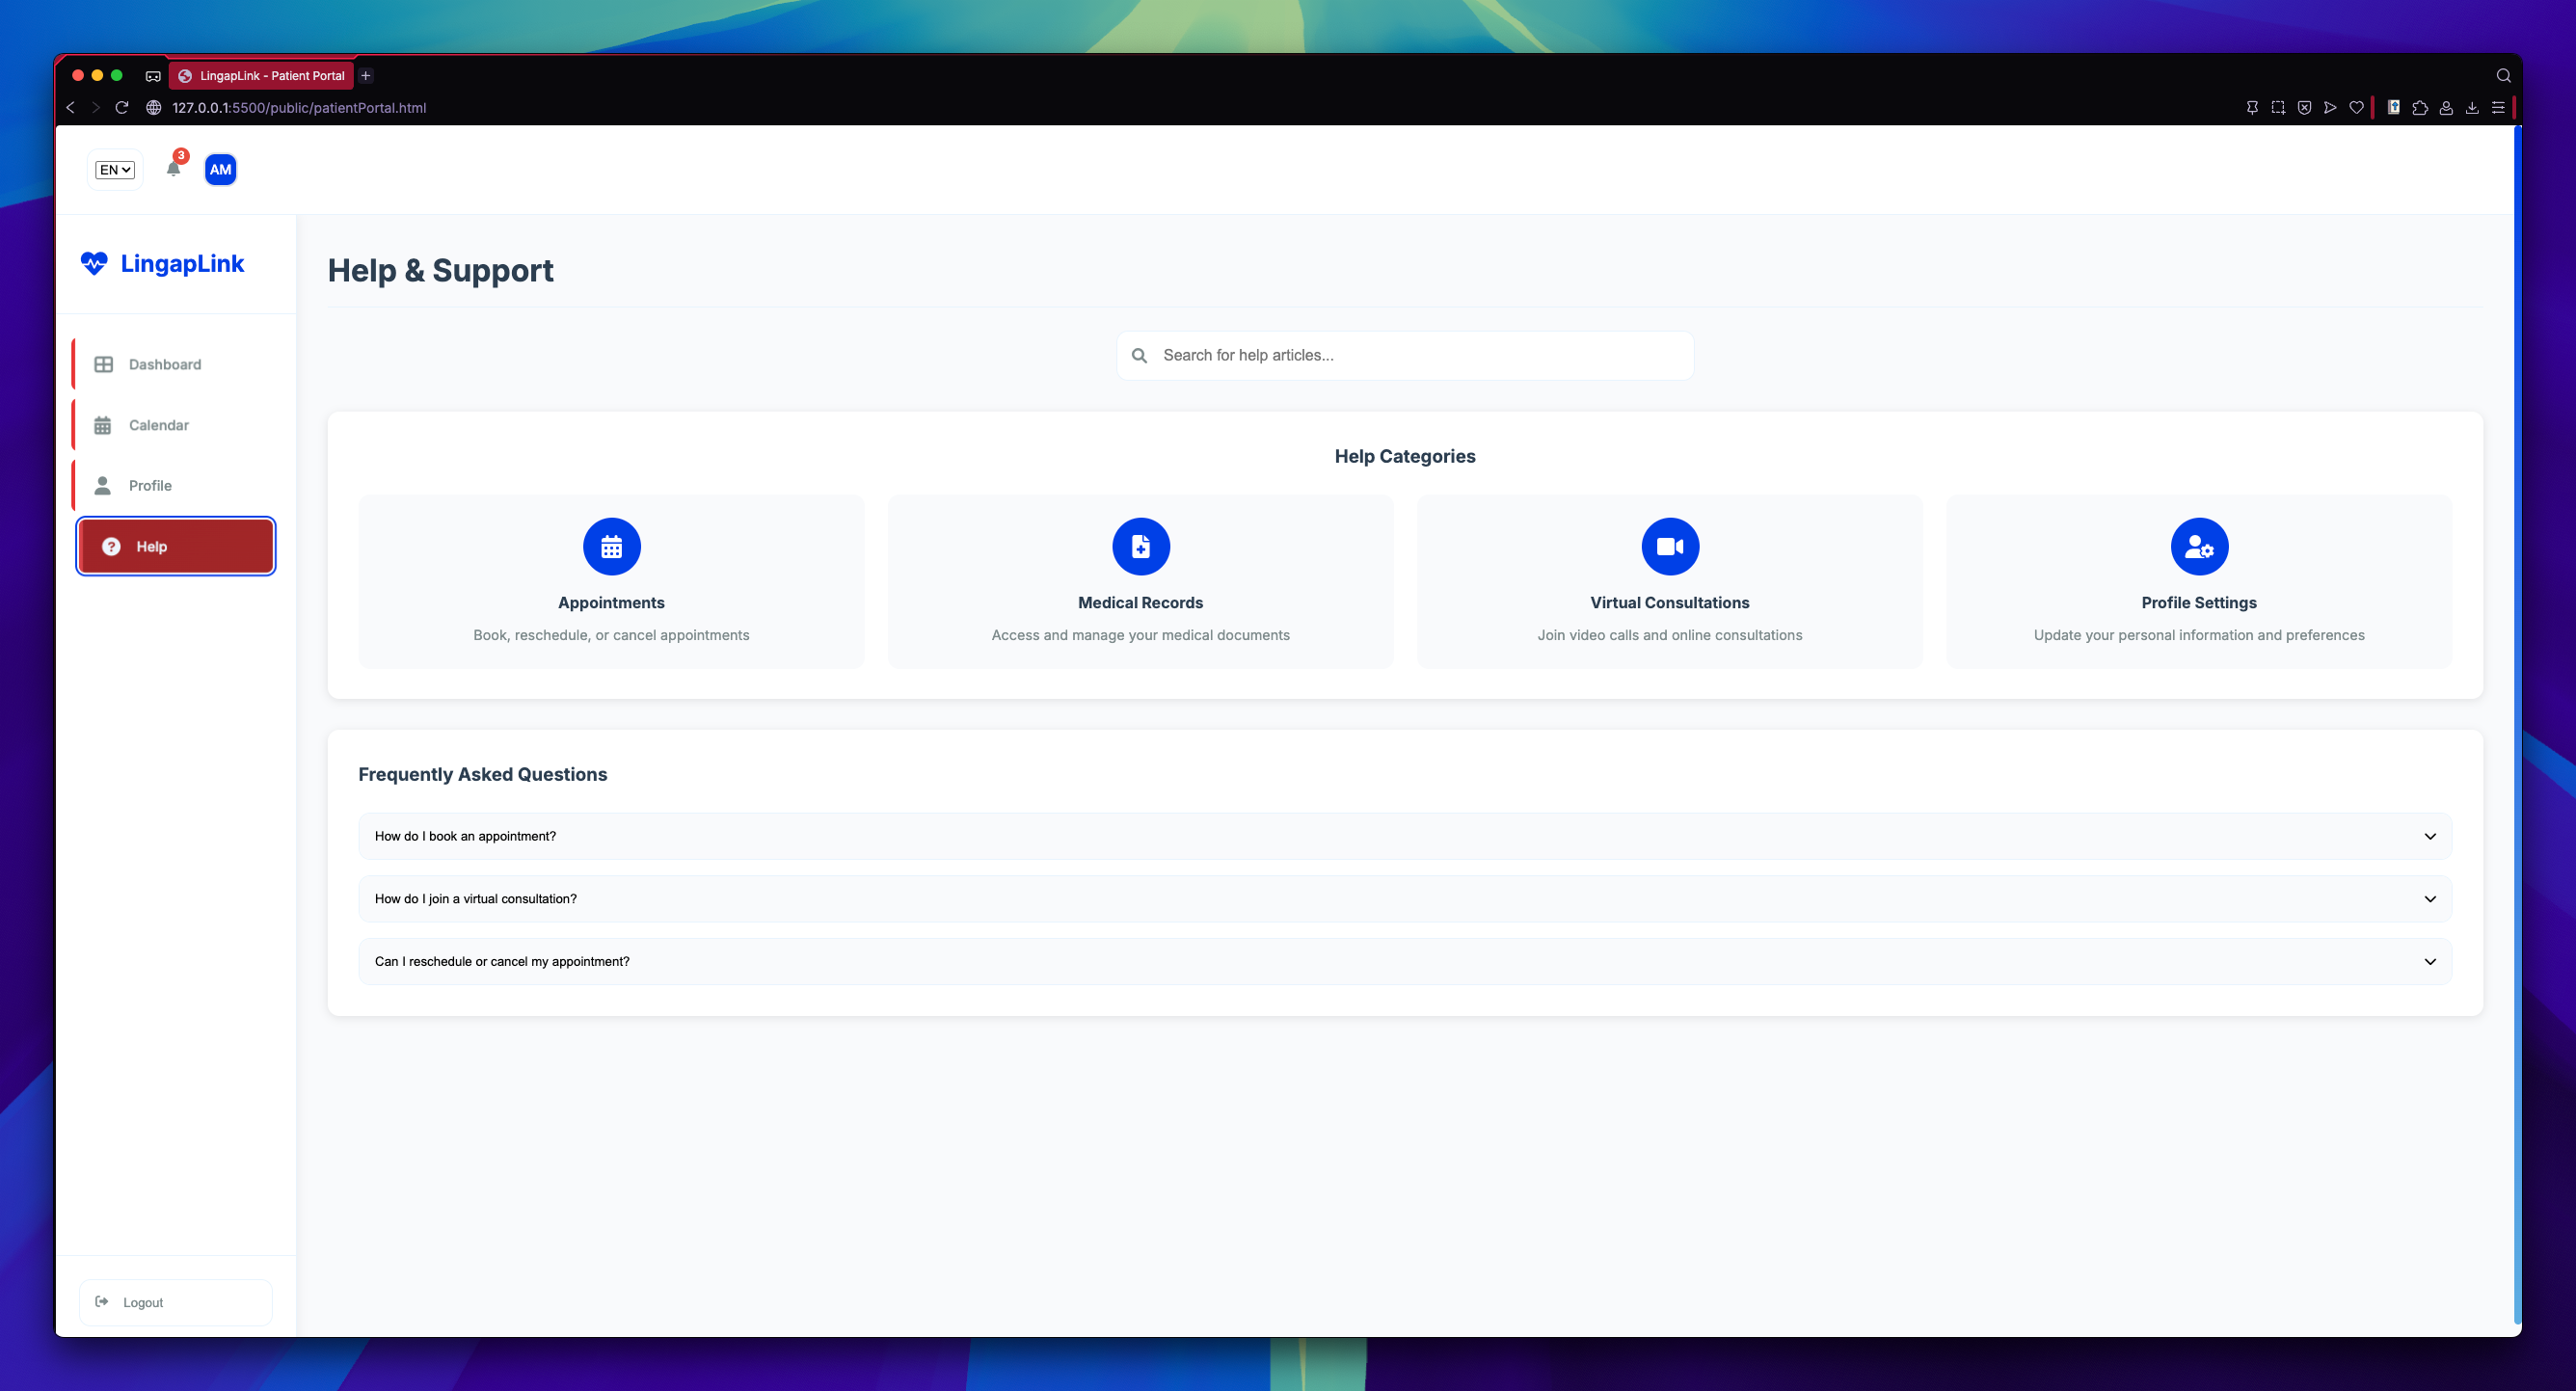 LingapLink - Patient Portal
127.0.0.1:5500/public/patientPortal.html
EN
3
AM
LingapLink
Dashboard
Calendar
Profile
Help
Logout
Help & Support
Search for help articles...
Help Categories
Appointments
Book, reschedule, or cancel appointments
Medical Records
Access and manage your medical documents
Virtual Consultations
Join video calls and online consultations
Profile Settings
Update your personal information and preferences
Frequently Asked Questions
How do I book an appointment?
How do I join a virtual consultation?
Can I reschedule or cancel my appointment?